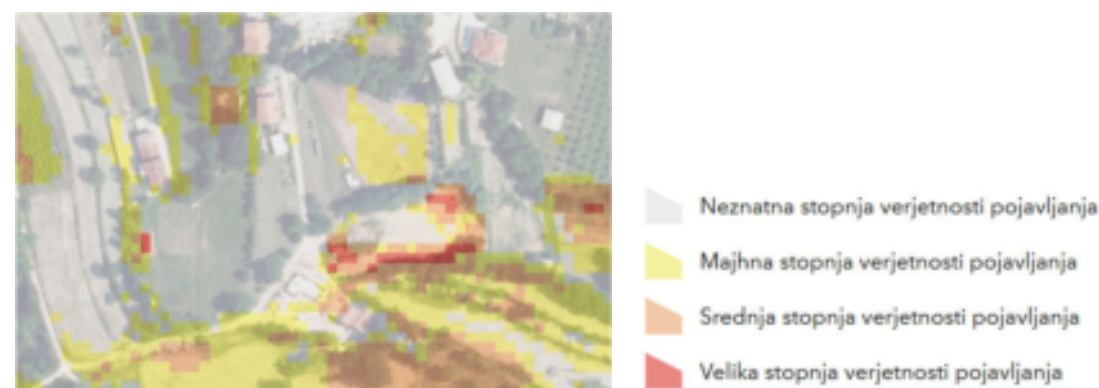 Neznatna stopnja verjetnosti pojavljanja
Majhna stopnja verjetnosti pojavljanja
Srednja stopnja verjetnosti pojavljanja
Velika stopnja verjetnosti pojavljanja